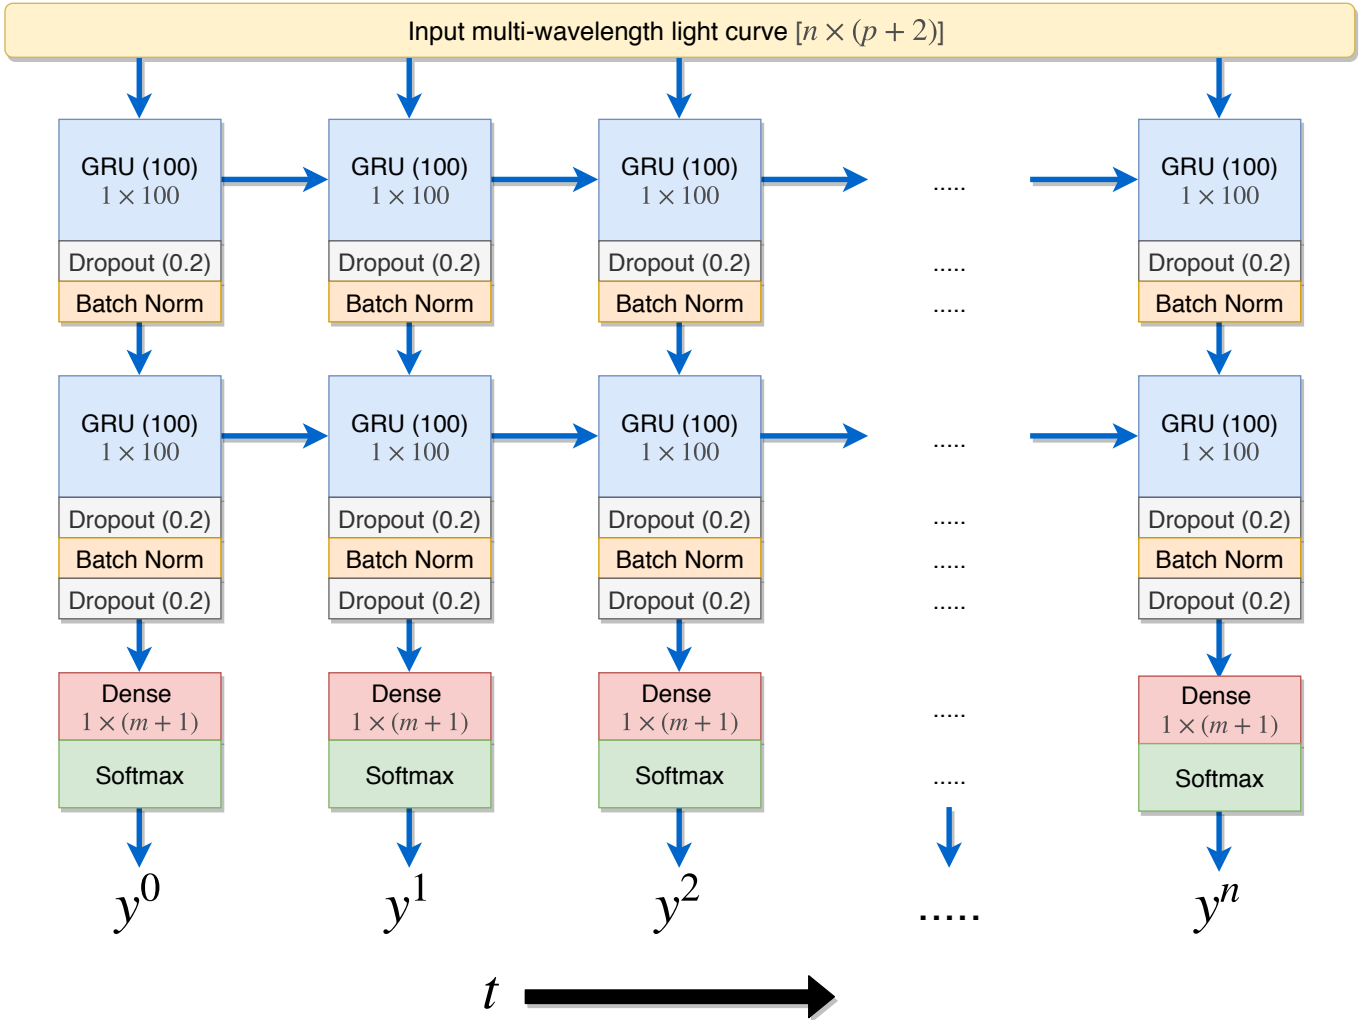 Input multi-wavelength light curve [n × (p + 2)]
GRU (100) GRU (100) GRU (100) GRU (100)
1 × 100 1 × 100 1 × 100 ..... 1 × 100
Dropout (0.2) Dropout (0.2) Dropout (0.2) ..... Dropout (0.2)
Batch Norm Batch Norm Batch Norm ..... Batch Norm
GRU (100) GRU (100) GRU (100) GRU (100)
1 × 100 1 × 100 1 × 100 ..... 1 × 100
Dropout (0.2) Dropout (0.2) Dropout (0.2) ..... Dropout (0.2)
Batch Norm Batch Norm Batch Norm ..... Batch Norm
Dropout (0.2) Dropout (0.2) Dropout (0.2) ..... Dropout (0.2)
Dense Dense Dense Dense
1 × (m + 1) 1 × (m + 1) 1 × (m + 1) ..... 1 × (m + 1)
Softmax Softmax Softmax ..... Softmax
y⁰ y¹ y² ..... yⁿ
t